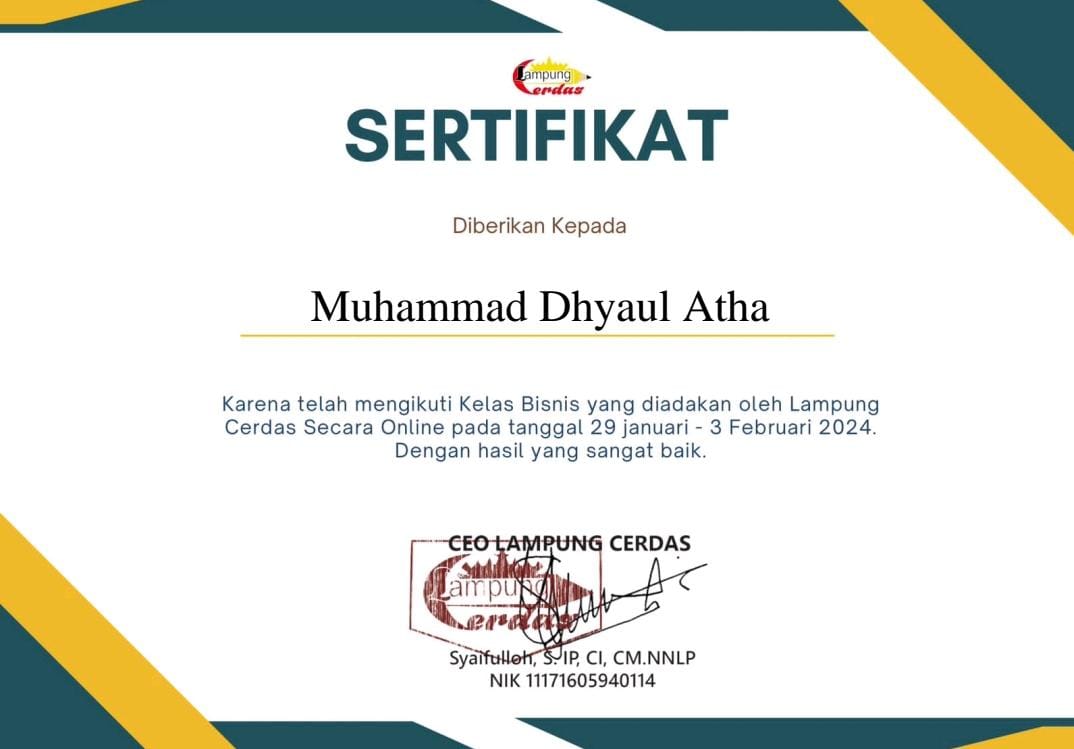 Lampung
Cerdas
SERTIFIKAT
Diberikan Kepada
Muhammad Dhyaul Atha
Karena telah mengikuti Kelas Bisnis yang diadakan oleh Lampung
Cerdas Secara Online pada tanggal 29 januari - 3 Februari 2024.
Dengan hasil yang sangat baik.
CEO LAMPUNG CERDAS
Lampung
Cerdas
Syaifulloh, S. IP, CI, CM.NNLP
NIK 11171605940114